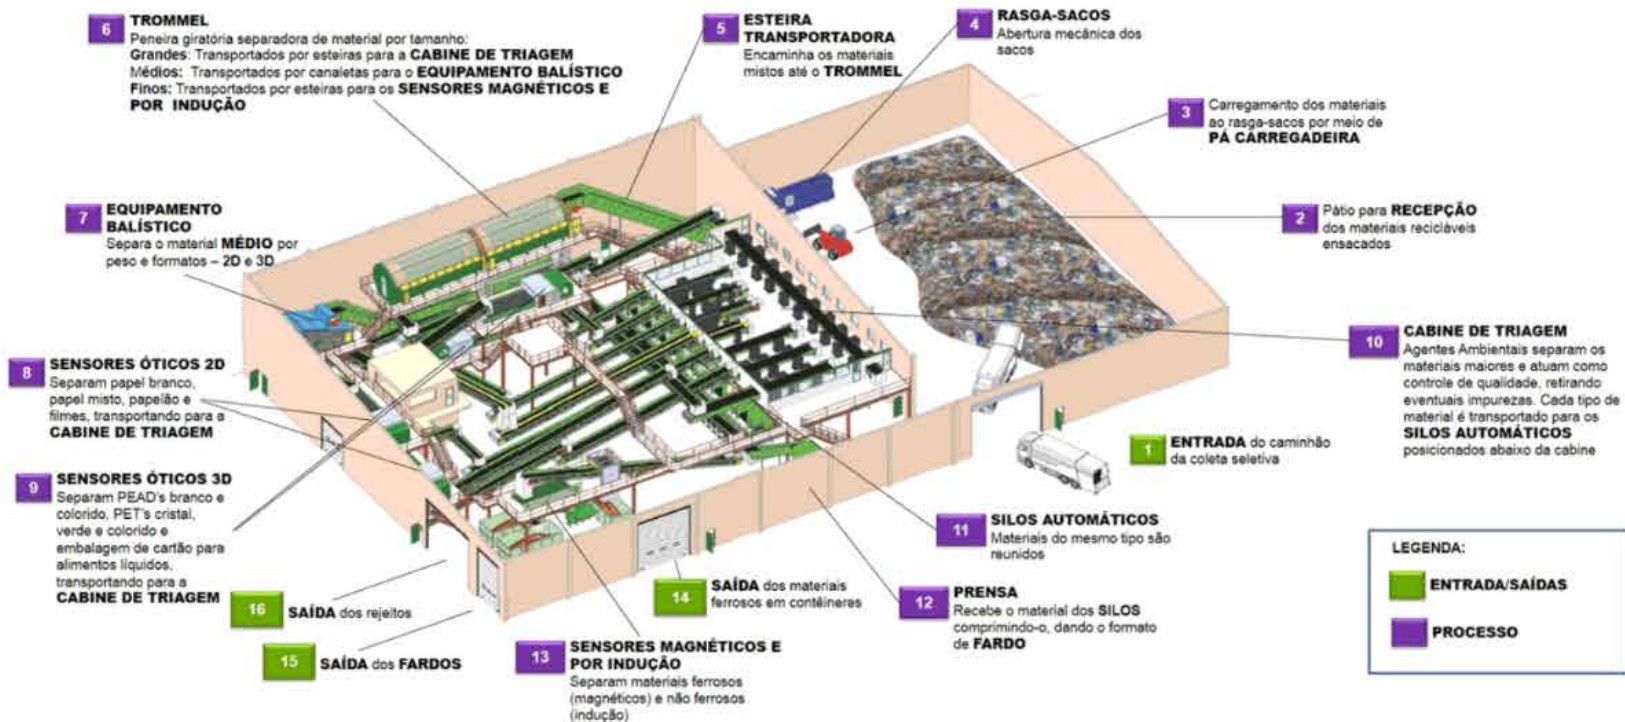 6
TROMMEL
Peneira giratória separadora de material por tamanho:
Grandes: Transportados por esteiras para a CABINE DE TRIAGEM
Médios: Transportados por canaletas para o EQUIPAMENTO BALÍSTICO
Finos: Transportados por esteiras para os SENSORES MAGNÉTICOS E
POR INDUÇÃO
5
ESTEIRA
TRANSPORTADORA
Encaminha os materiais
mistos até o TROMMEL
4
RASGA-SACOS
Abertura mecânica dos
sacos
3
Carregamento dos materiais
ao rasga-sacos por meio de
PÁ CARREGADEIRA
2
Pátio para RECEPÇÃO
dos materiais recicláveis
ensacados
7
EQUIPAMENTO
BALÍSTICO
Separa o material MÉDIO por
peso e formatos – 2D e 3D
8
SENSORES ÓTICOS 2D
Separam papel branco,
papel misto, papelão e
filmes, transportando para a
CABINE DE TRIAGEM
9
SENSORES ÓTICOS 3D
Separam PEAD's branco e
colorido, PET's cristal,
verde e colorido e
embalagem de cartão para
alimentos líquidos,
transportando para a
CABINE DE TRIAGEM
10
CABINE DE TRIAGEM
Agentes Ambientais separam os
materiais maiores e atuam como
controle de qualidade, retirando
eventuais impurezas. Cada tipo de
material é transportado para os
SILOS AUTOMÁTICOS
posicionados abaixo da cabine
1
ENTRADA do caminhão
da coleta seletiva
11
SILOS AUTOMÁTICOS
Materiais do mesmo tipo são
reunidos
12
PRENSA
Recebe o material dos SILOS
comprimindo-o, dando o formato
de FARDO
14
SAÍDA dos materiais
ferrosos em contêineres
16
SAÍDA dos rejeitos
15
SAÍDA dos FARDOS
13
SENSORES MAGNÉTICOS E
POR INDUÇÃO
Separam materiais ferrosos
(magnéticos) e não ferrosos
(indução)
LEGENDA:
ENTRADA/SAÍDAS
PROCESSO